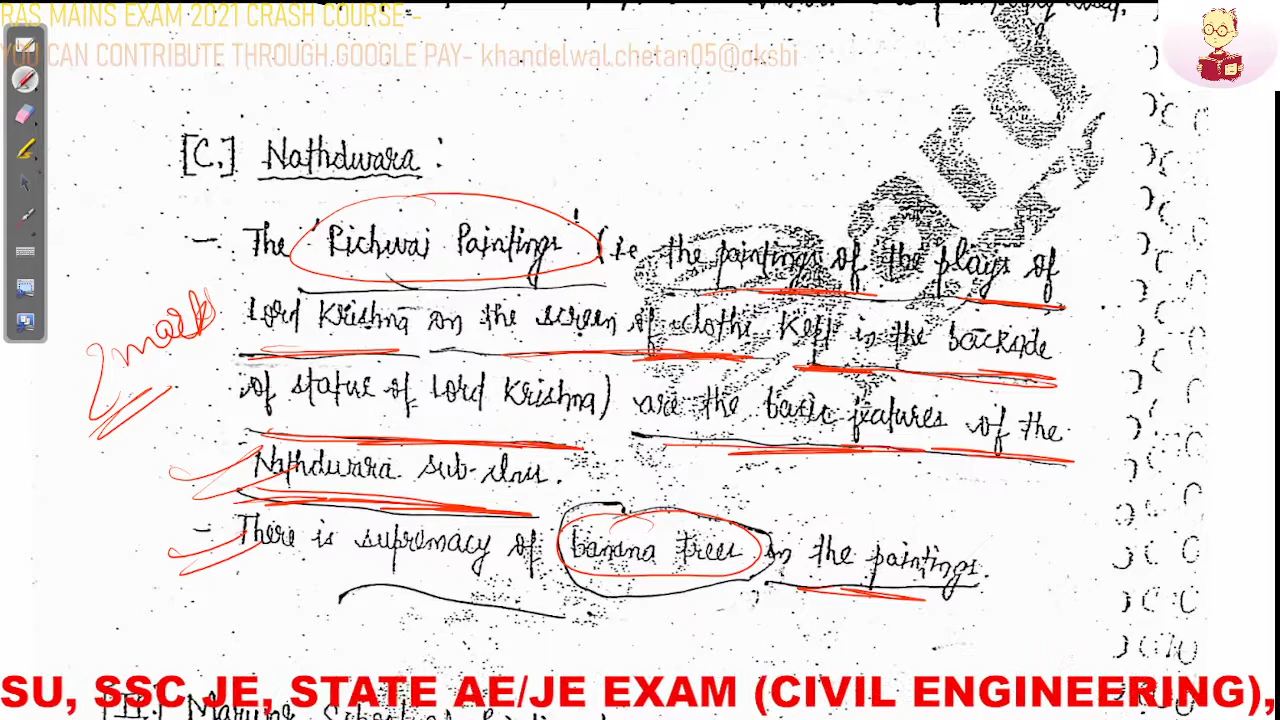 RAS MAINS EXAM 2021 CRASH COURSE -
YOU CAN CONTRIBUTE THROUGH GOOGLE PAY- khandelwal.chetan05@oksbi
[C.] Nathdwara :
- The 'Pichwai Paintings' (i.e. the paintings of the plays of
Lord Krishna on the screen of clothe kept in the backside
of statue of Lord Krishna) are the basic features of the
Nathdwara sub-class.
2 mark
- There is supremacy of banana trees in the paintings.
SU, SSC JE, STATE AE/JE EXAM (CIVIL ENGINEERING),